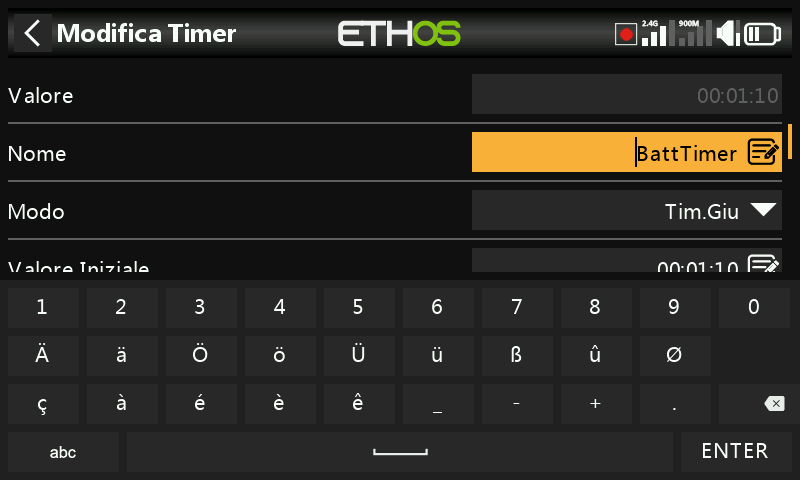 Modifica Timer ETHOS 2.4G 900M
Valore 00:01:10
Nome BattTimer
Modo Tim.Giu
Valore Iniziale 00:01:10
1 2 3 4 5 6 7 8 9 0
Ä ä Ö ö Ü ü ß û Ø
ç à é è ê _ - + .
abc ENTER